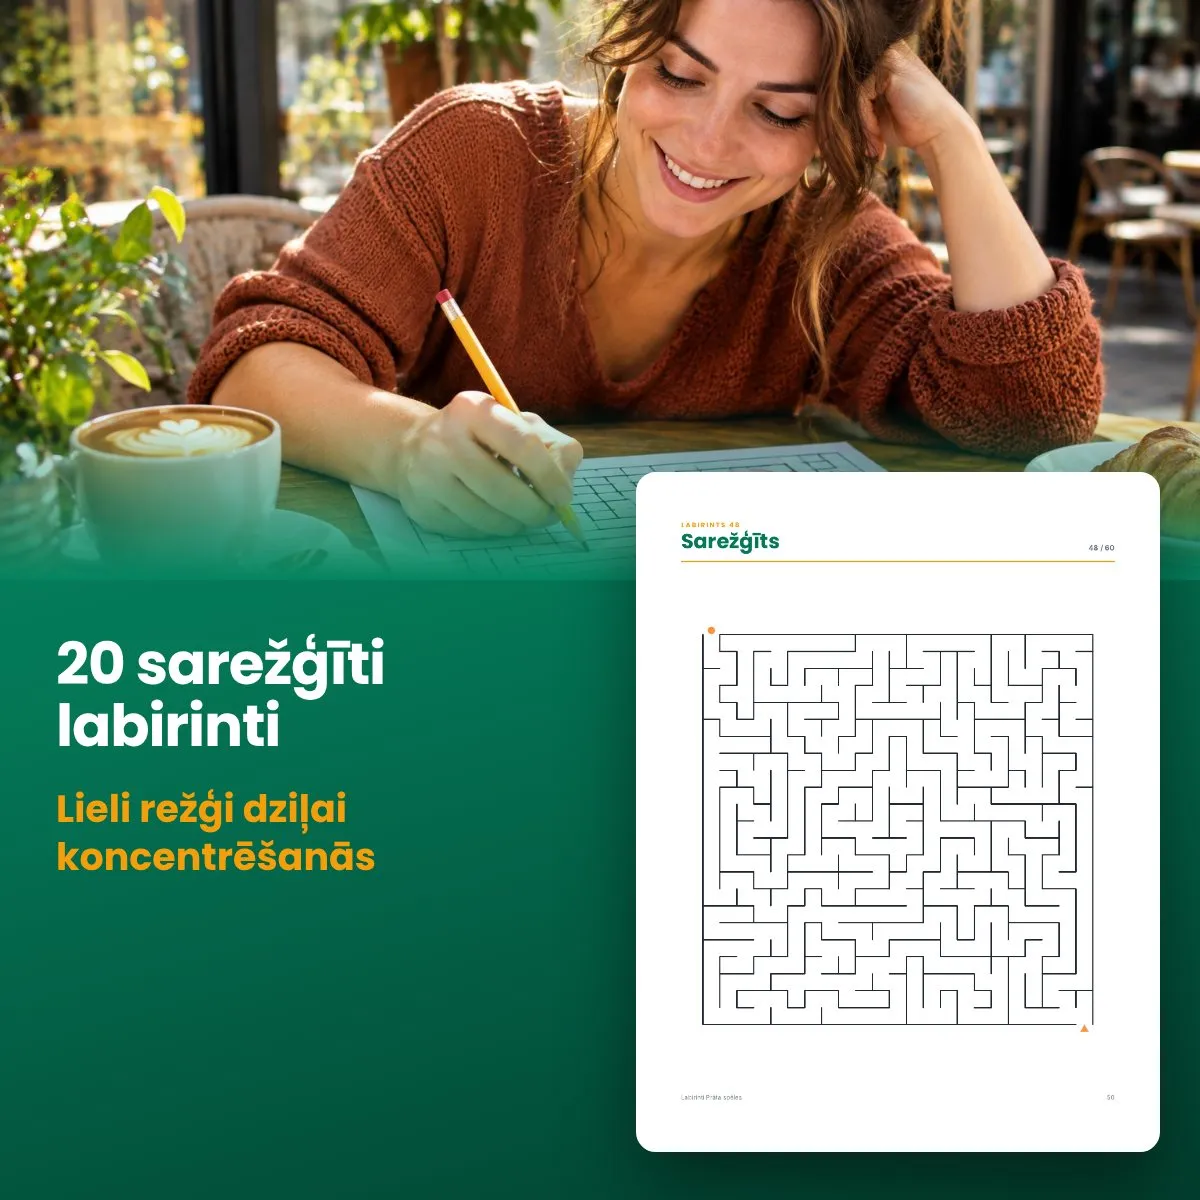 20 sarežģīti
labirinti
Lieli režģi dziļai
koncentrēšanās
LABIRINTS 48
Sarežģīts
48 / 60
Labirinti Prāta spēles
50